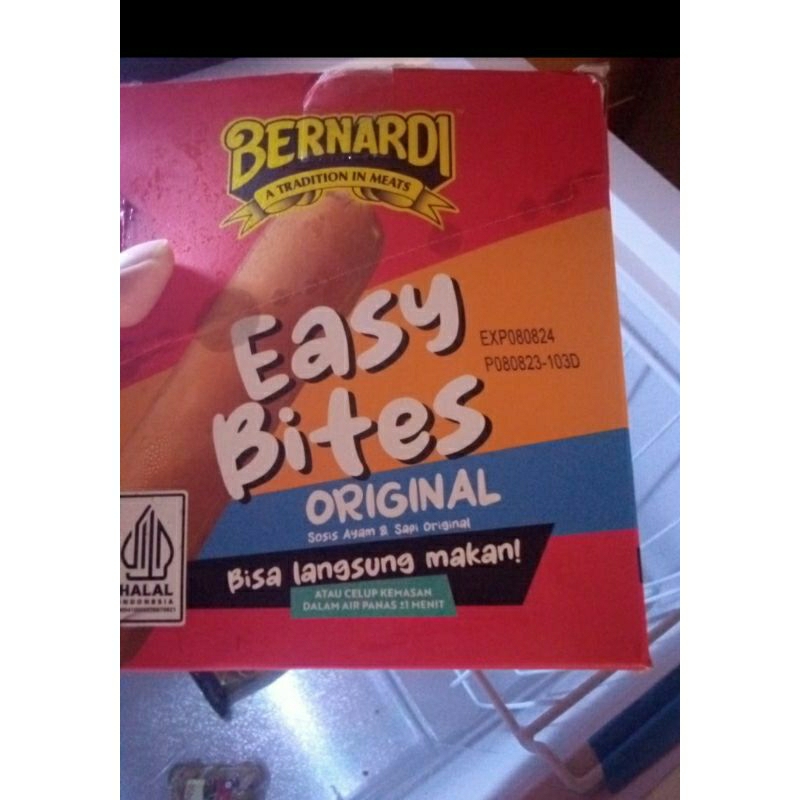 BERNARDI
A TRADITION IN MEATS
Easy
Bites
EXP080824
P080823-103D
ORIGINAL
Sosis Ayam & Sapi Original
Bisa langsung makan!
ATAU CELUP KEMASAN
DALAM AIR PANAS ±1 MENIT
HALAL
INDONESIA